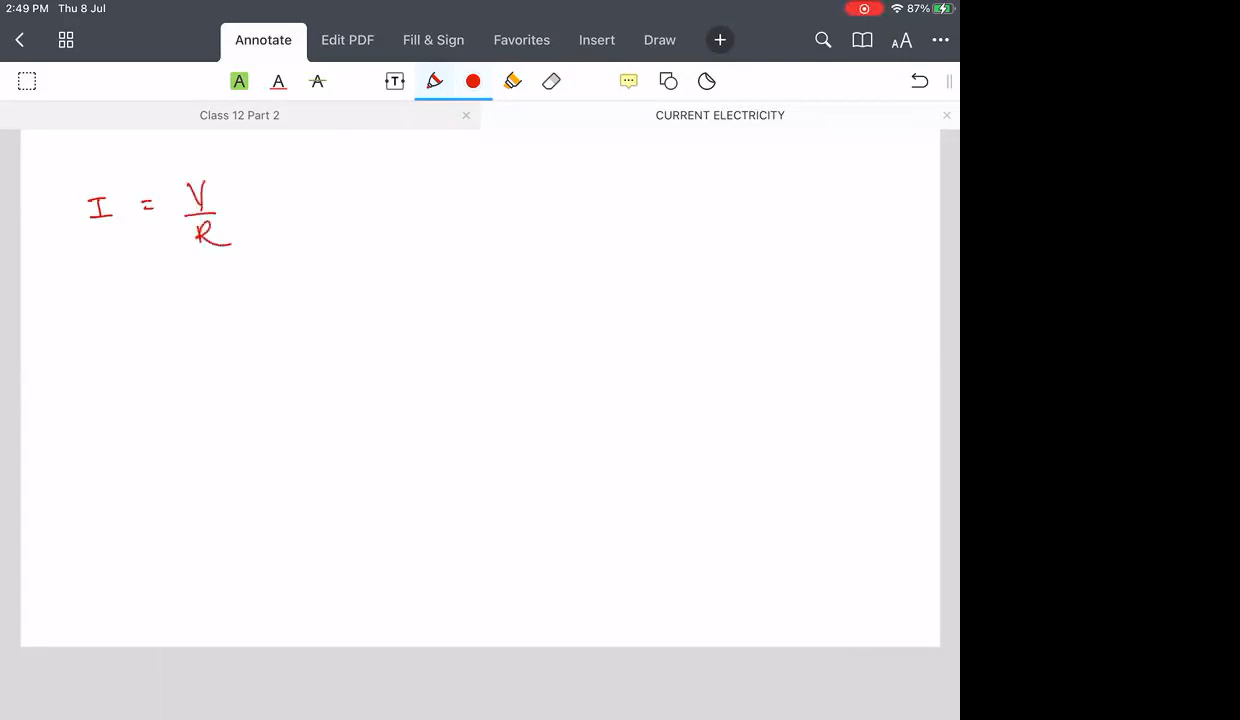 2:49 PM Thu 8 Jul 87%
Annotate Edit PDF Fill & Sign Favorites Insert Draw + AA
A A A T
Class 12 Part 2 × CURRENT ELECTRICITY ×
I = V/R